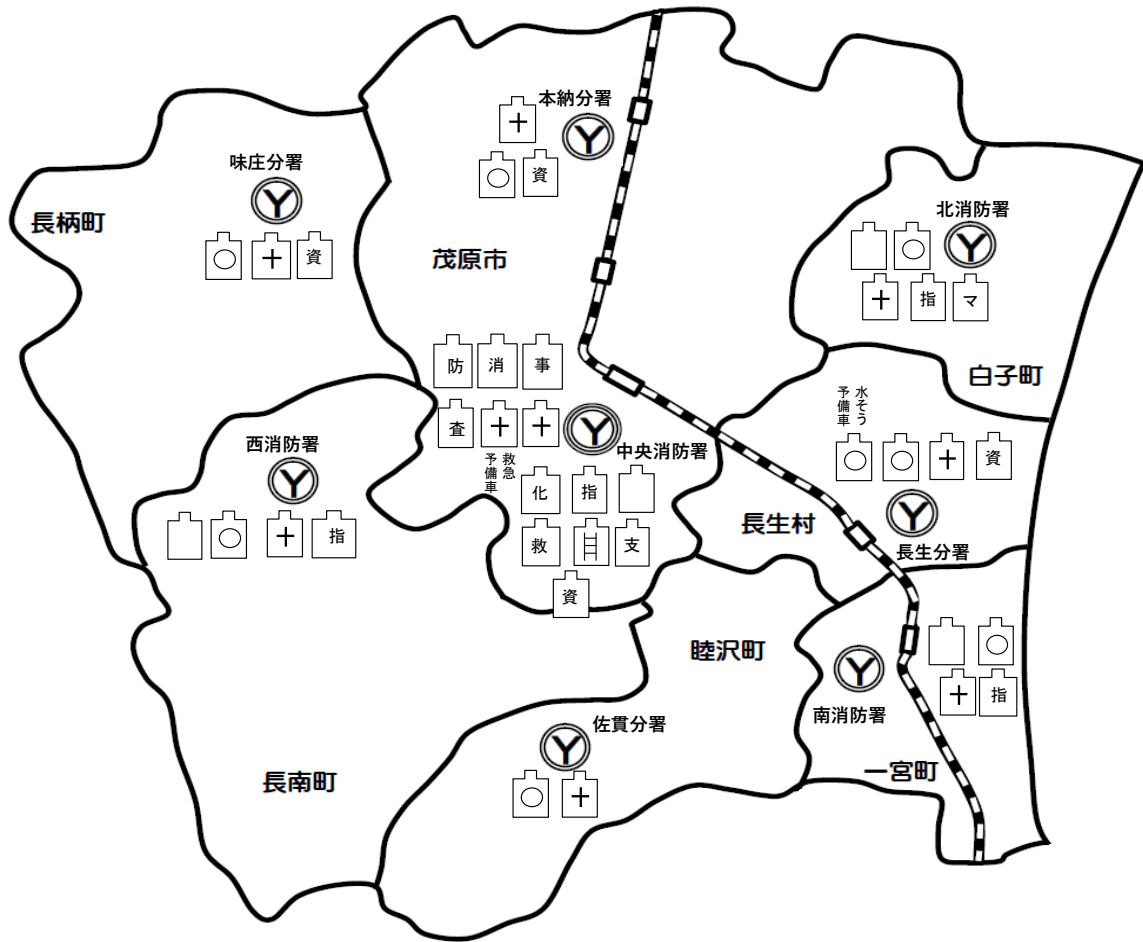 本納分署
Y
資
味庄分署
Y
資
長柄町
茂原市
北消防署
Y
指
マ
白子町
防
消
事
査
Y
中央消防署
救急
予備車
化
指
救
支
資
西消防署
Y
指
水そう
予備車
資
Y
長生分署
長生村
睦沢町
Y
南消防署
指
一宮町
佐貫分署
Y
長南町